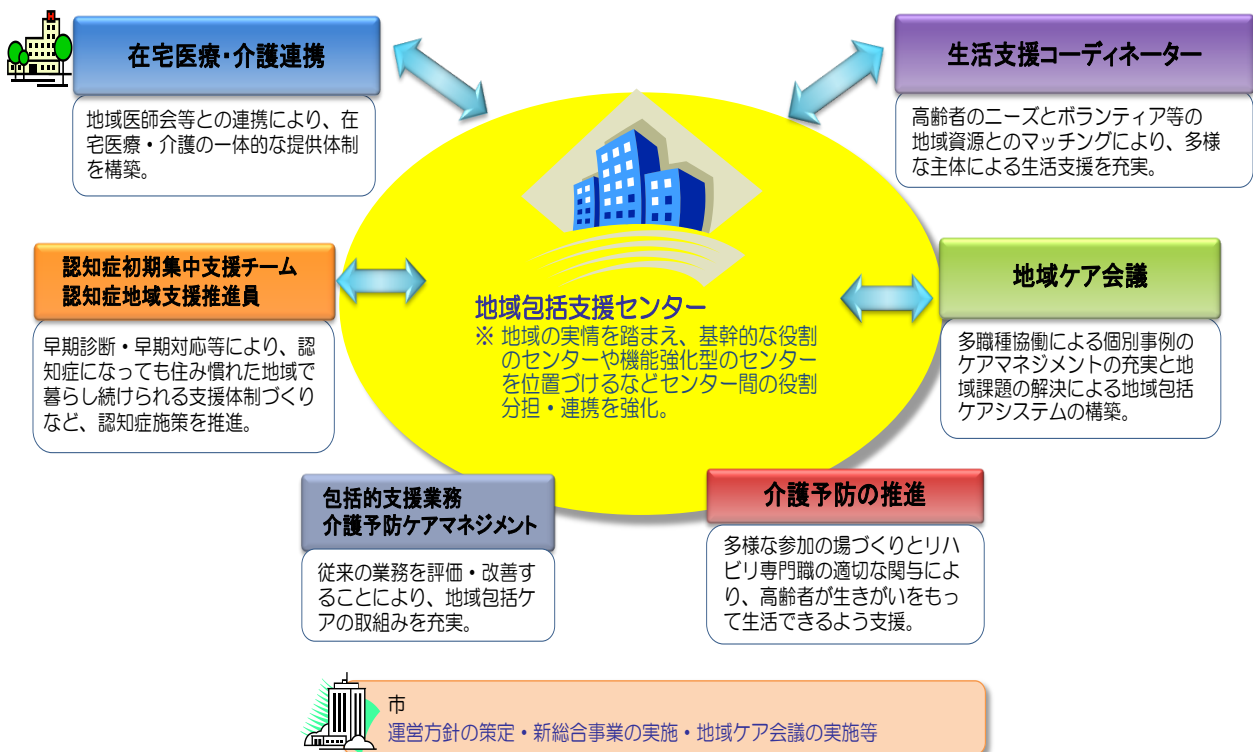 H
在宅医療・介護連携
地域医師会等との連携により、在
宅医療・介護の一体的な提供体制
を構築。
生活支援コーディネーター
高齢者のニーズとボランティア等の
地域資源とのマッチングにより、多様
な主体による生活支援を充実。
認知症初期集中支援チーム
認知症地域支援推進員
早期診断・早期対応等により、認
知症になっても住み慣れた地域で
暮らし続けられる支援体制づくり
など、認知症施策を推進。
地域包括支援センター
※ 地域の実情を踏まえ、基幹的な役割
のセンターや機能強化型のセンター
を位置づけるなどセンター間の役割
分担・連携を強化。
地域ケア会議
多職種協働による個別事例の
ケアマネジメントの充実と地
域課題の解決による地域包括
ケアシステムの構築。
包括的支援業務
介護予防ケアマネジメント
従来の業務を評価・改善す
ることにより、地域包括ケ
アの取組みを充実。
介護予防の推進
多様な参加の場づくりとリハ
ビリ専門職の適切な関与によ
り、高齢者が生きがいをもっ
て生活できるよう支援。
市
運営方針の策定・新総合事業の実施・地域ケア会議の実施等